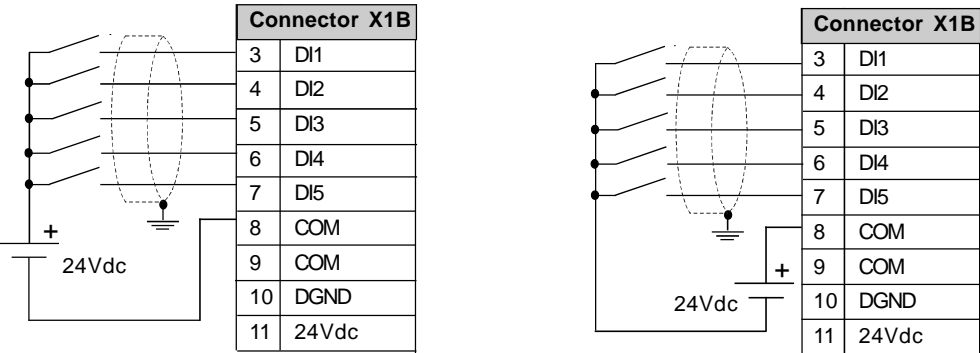 Connector X1B
3 DI1
4 DI2
5 DI3
6 DI4
7 DI5
8 COM
9 COM
10 DGND
11 24Vdc
+
24Vdc
Connector X1B
3 DI1
4 DI2
5 DI3
6 DI4
7 DI5
8 COM
9 COM
10 DGND
11 24Vdc
+
24Vdc